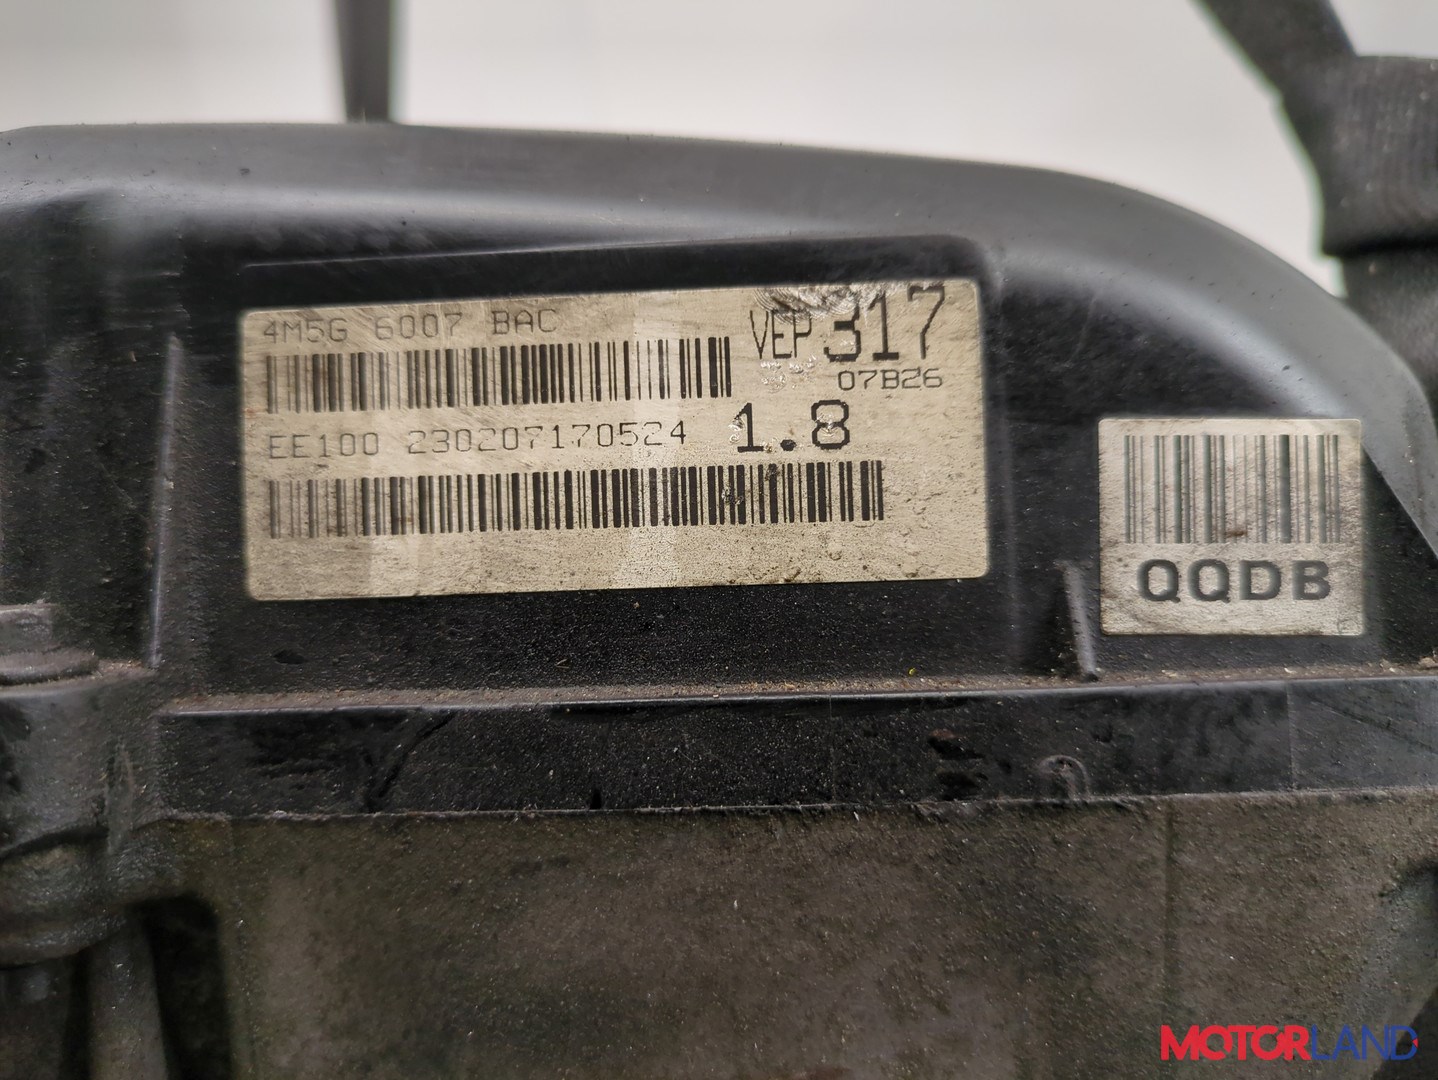 4M5G 6007 BAC
VEP 317
07B26
EE100 230207170524
1.8
QQDB
MOTORLAND